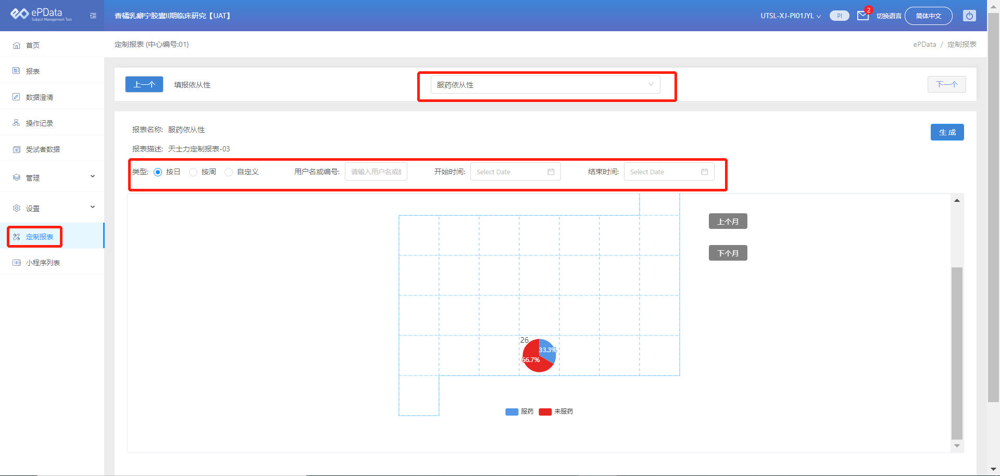 ePData
Subject Management Tool
香橘乳癖宁胶囊II期临床研究【UAT】
UTSL-XJ-PI01JYL
PI
2
切换语言
简体中文
首页
报表
数据澄清
操作记录
受试者数据
管理
设置
定制报表
小程序列表
定制报表 (中心编号:01)
ePData / 定制报表
上一个
填报依从性
服药依从性
下一个
报表名称: 服药依从性
生 成
报表描述: 天士力定制报表-03
类型: 按日 按周 自定义 用户名或编号: 请输入用户名或编 开始时间: Select Date 结束时间: Select Date
上个月
下个月
26
33.3%
66.7%
服药 未服药